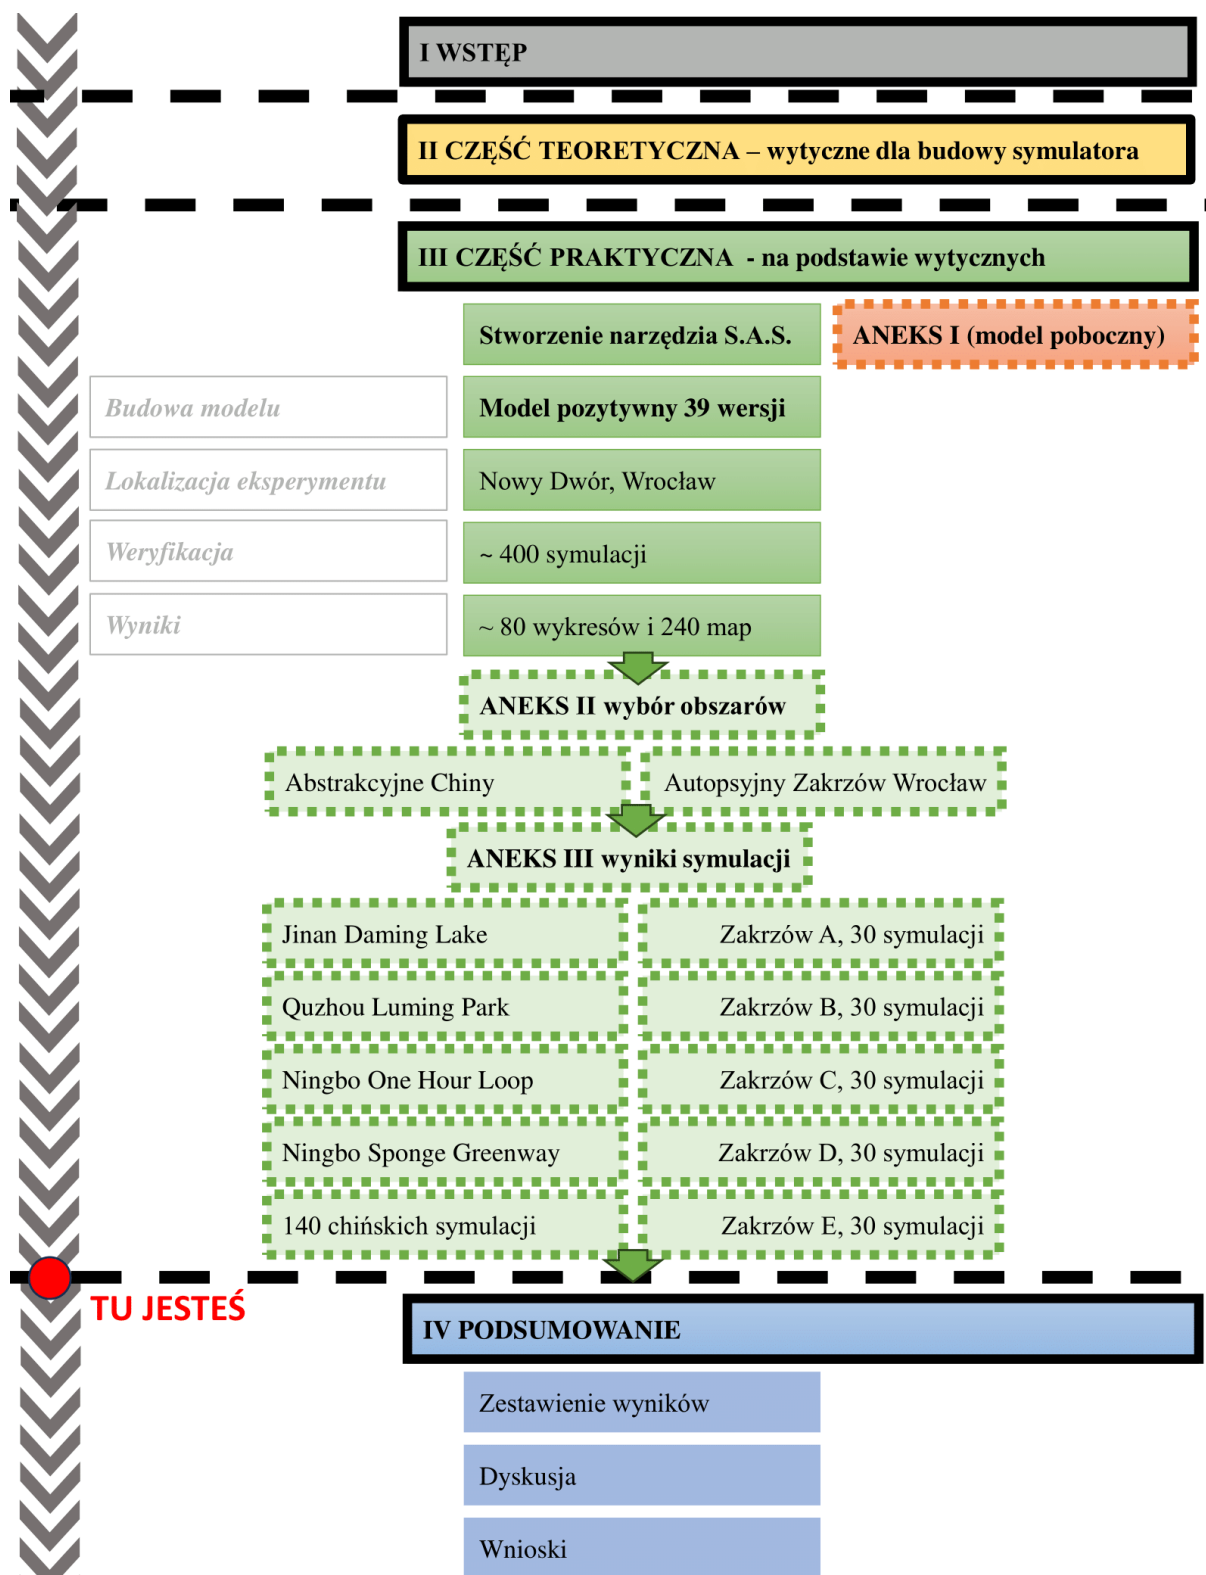 I WSTĘP
II CZĘŚĆ TEORETYCZNA – wytyczne dla budowy symulatora
III CZĘŚĆ PRAKTYCZNA - na podstawie wytycznych
Stworzenie narzędzia S.A.S.
ANEKS I (model poboczny)
Budowa modelu
Model pozytywny 39 wersji
Lokalizacja eksperymentu
Nowy Dwór, Wrocław
Weryfikacja
~ 400 symulacji
Wyniki
~ 80 wykresów i 240 map
ANEKS II wybór obszarów
Abstrakcyjne Chiny
Autopsyjny Zakrzów Wrocław
ANEKS III wyniki symulacji
Jinan Daming Lake
Zakrzów A, 30 symulacji
Quzhou Luming Park
Zakrzów B, 30 symulacji
Ningbo One Hour Loop
Zakrzów C, 30 symulacji
Ningbo Sponge Greenway
Zakrzów D, 30 symulacji
140 chińskich symulacji
Zakrzów E, 30 symulacji
TU JESTEŚ
IV PODSUMOWANIE
Zestawienie wyników
Dyskusja
Wnioski